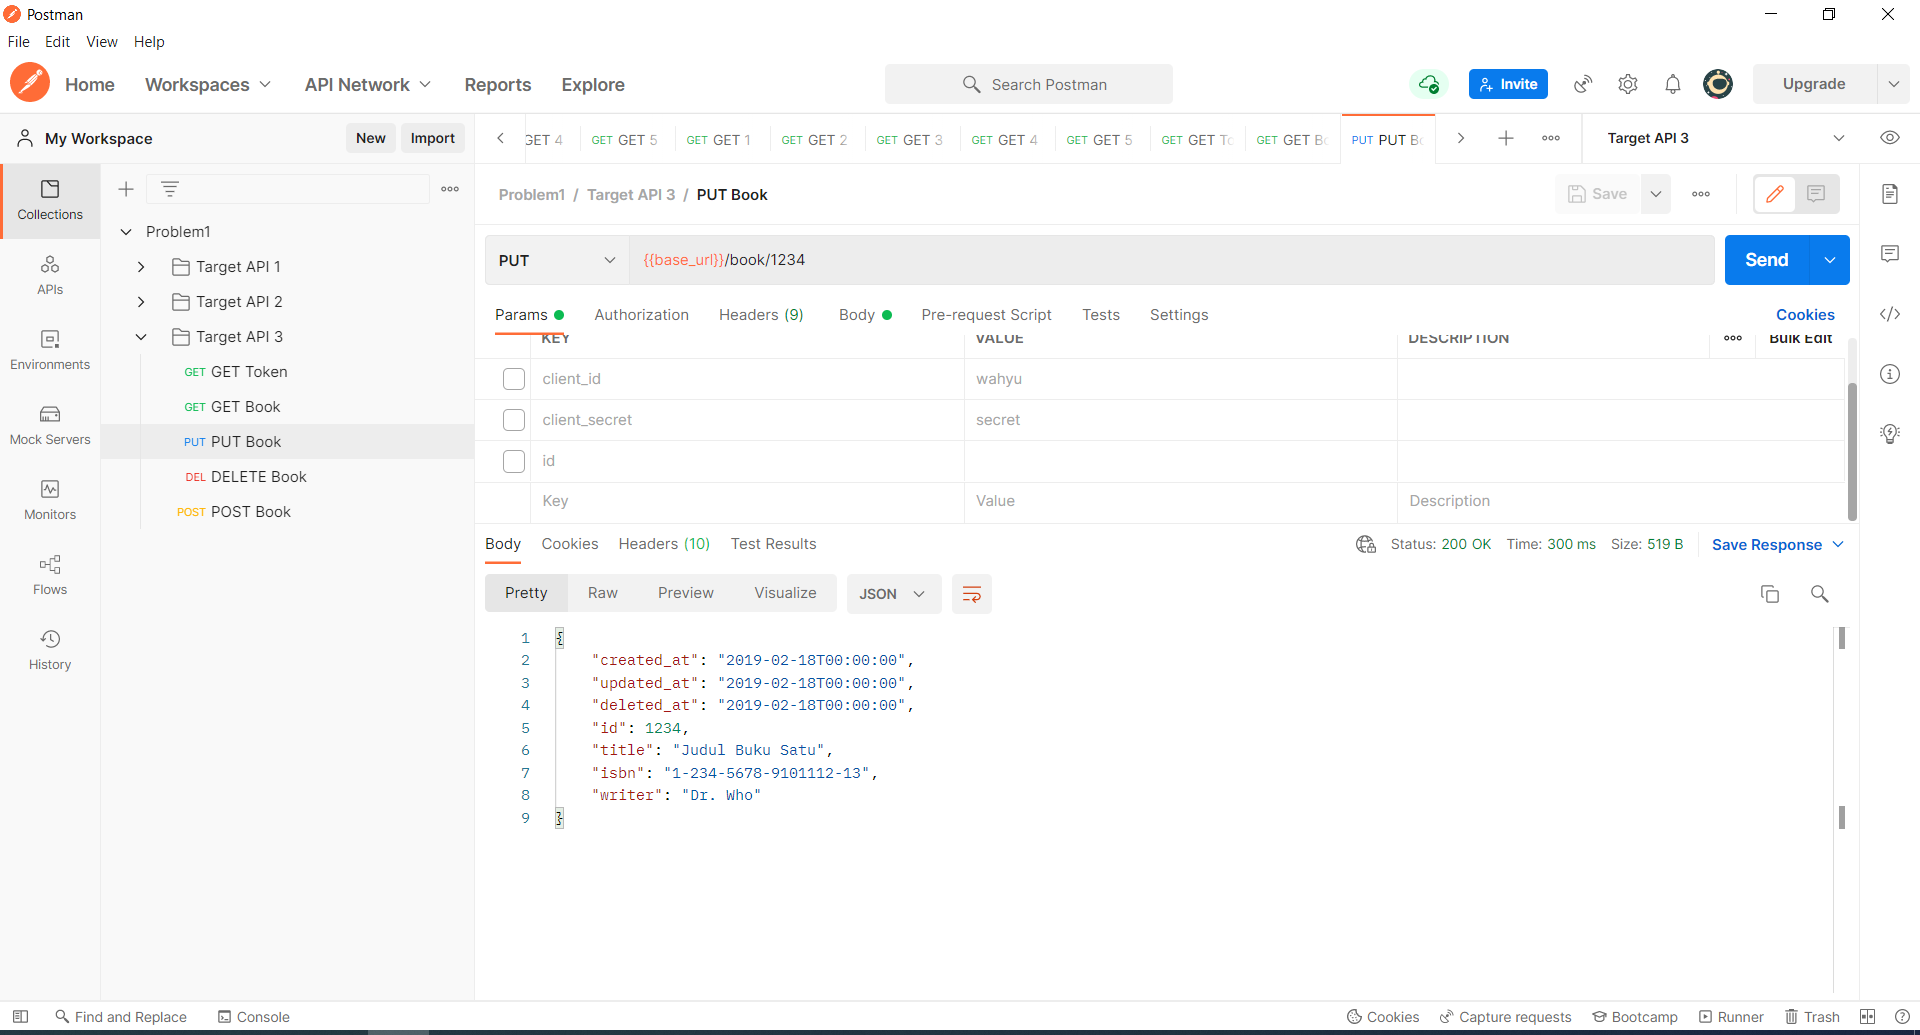 Postman
File Edit View Help
Home Workspaces API Network Reports Explore
Search Postman
Invite
Upgrade
My Workspace
New Import
GET 4
GET GET 5
GET GET 1
GET GET 2
GET GET 3
GET GET 4
GET GET 5
GET GET To
GET GET Bo
PUT PUT Bo
Target API 3
Collections
APIs
Environments
Mock Servers
Monitors
Flows
History
Problem1
Target API 1
Target API 2
Target API 3
GET GET Token
GET GET Book
PUT PUT Book
DEL DELETE Book
POST POST Book
Problem1 / Target API 3 / PUT Book
Save
PUT {{base_url}}/book/1234
Send
Params Authorization Headers (9) Body Pre-request Script Tests Settings
Cookies
KEY VALUE DESCRIPTION Bulk Edit
client_id wahyu
client_secret secret
id
Key Value Description
Body Cookies Headers (10) Test Results
Status: 200 OK Time: 300 ms Size: 519 B Save Response
Pretty Raw Preview Visualize JSON
1 {
2 "created_at": "2019-02-18T00:00:00",
3 "updated_at": "2019-02-18T00:00:00",
4 "deleted_at": "2019-02-18T00:00:00",
5 "id": 1234,
6 "title": "Judul Buku Satu",
7 "isbn": "1-234-5678-9101112-13",
8 "writer": "Dr. Who"
9 }
Find and Replace Console
Cookies Capture requests Bootcamp Runner Trash